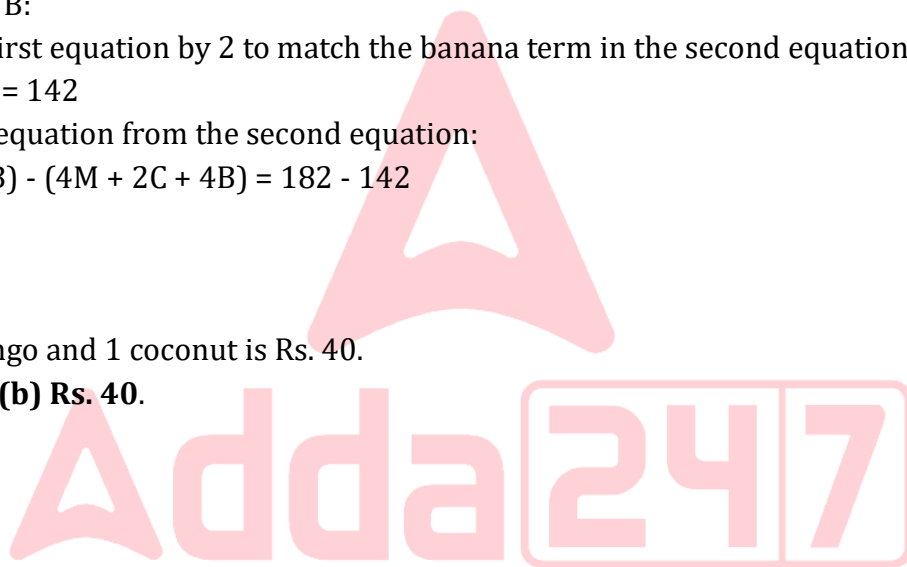 B:
irst equation by 2 to match the banana term in the second equation
= 142
equation from the second equation:
) - (4M + 2C + 4B) = 182 - 142
ngo and 1 coconut is Rs. 40.
(b) Rs. 40.
Adda247